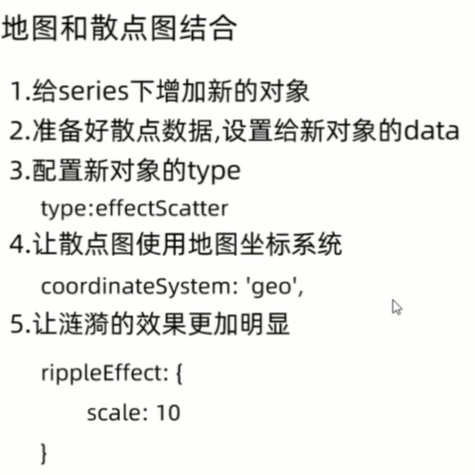 地图和散点图结合
1.给series下增加新的对象
2.准备好散点数据,设置给新对象的data
3.配置新对象的type
type:effectScatter
4.让散点图使用地图坐标系统
coordinateSystem: 'geo',
5.让涟漪的效果更加明显
rippleEffect: {
scale: 10
}